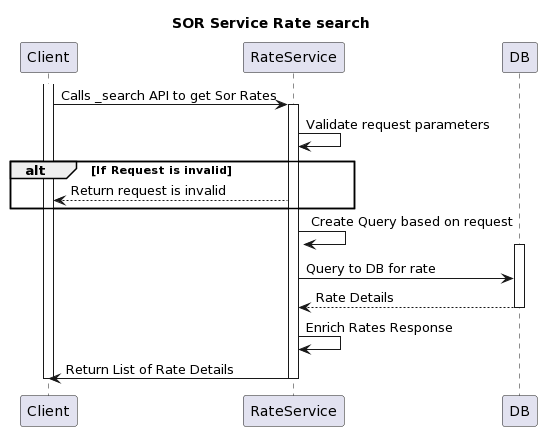 SOR Service Rate search
Client RateService DB
Calls _search API to get Sor Rates
Validate request parameters
alt [If Request is invalid]
Return request is invalid
Create Query based on request
Query to DB for rate
Rate Details
Enrich Rates Response
Return List of Rate Details
Client RateService DB